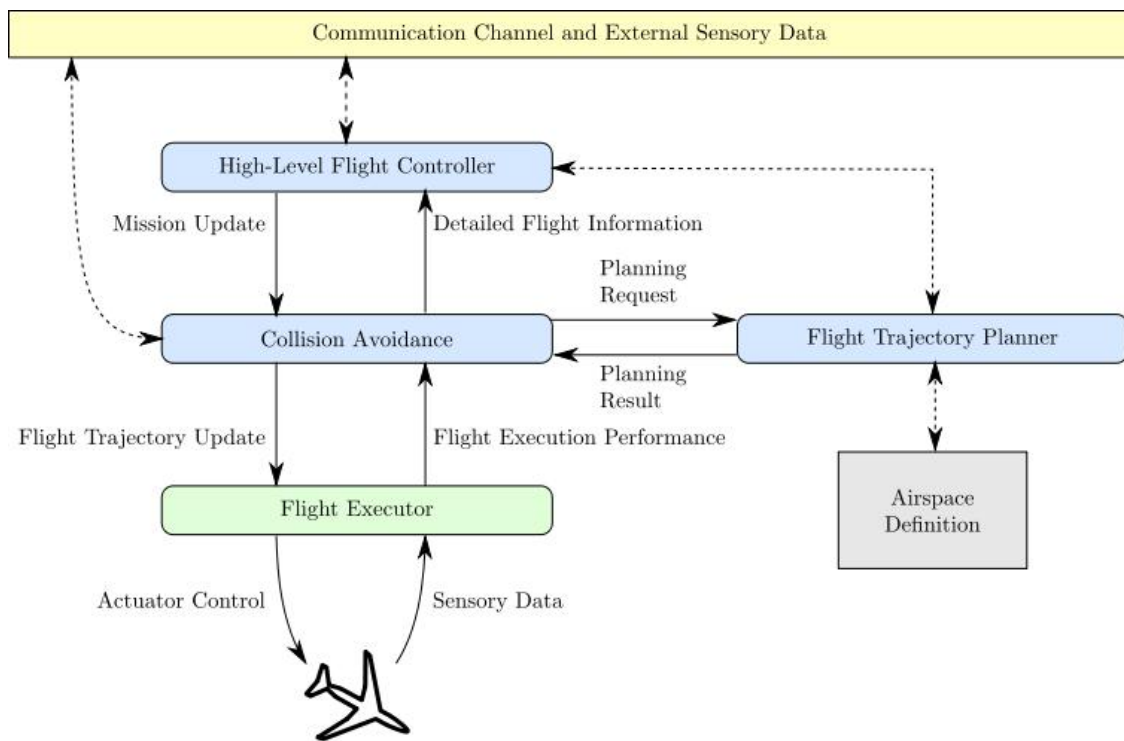 Communication Channel and External Sensory Data
High-Level Flight Controller
Mission Update
Detailed Flight Information
Planning
Request
Collision Avoidance
Flight Trajectory Planner
Planning
Result
Flight Trajectory Update
Flight Execution Performance
Airspace
Definition
Flight Executor
Actuator Control
Sensory Data